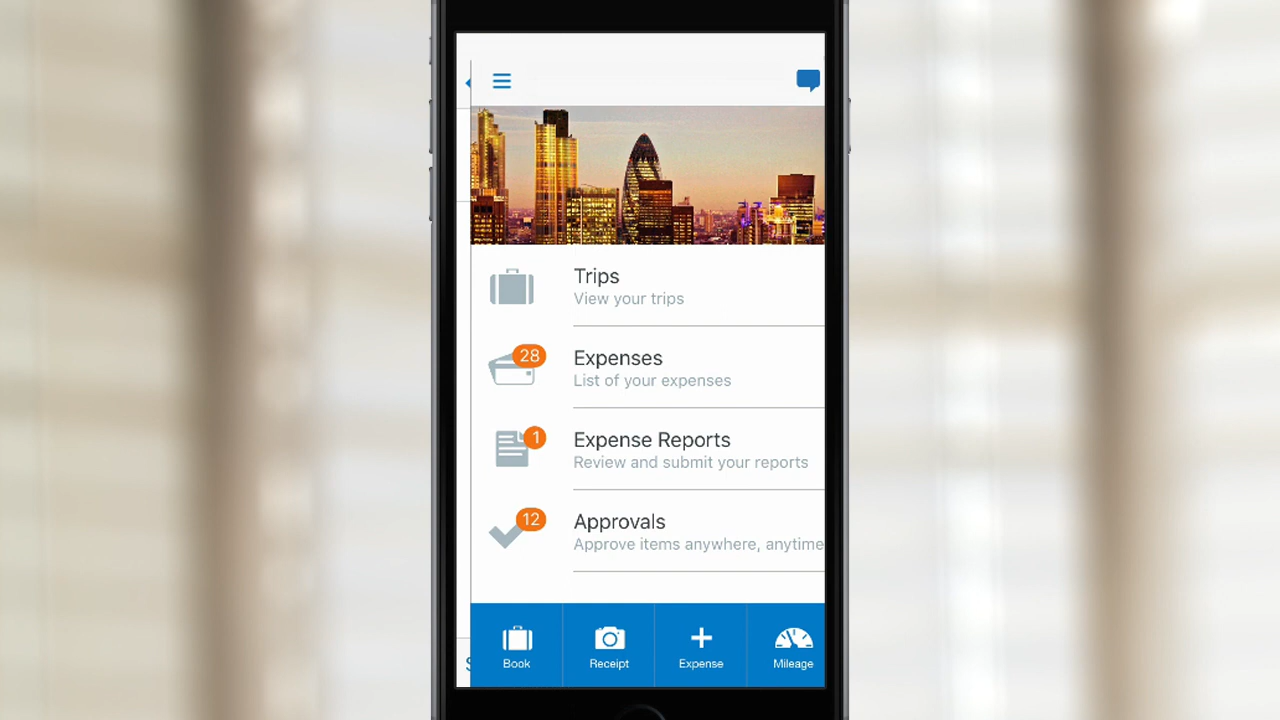 Trips
View your trips
28
Expenses
List of your expenses
1
Expense Reports
Review and submit your reports
12
Approvals
Approve items anywhere, anytime
Book
Receipt
Expense
Mileage